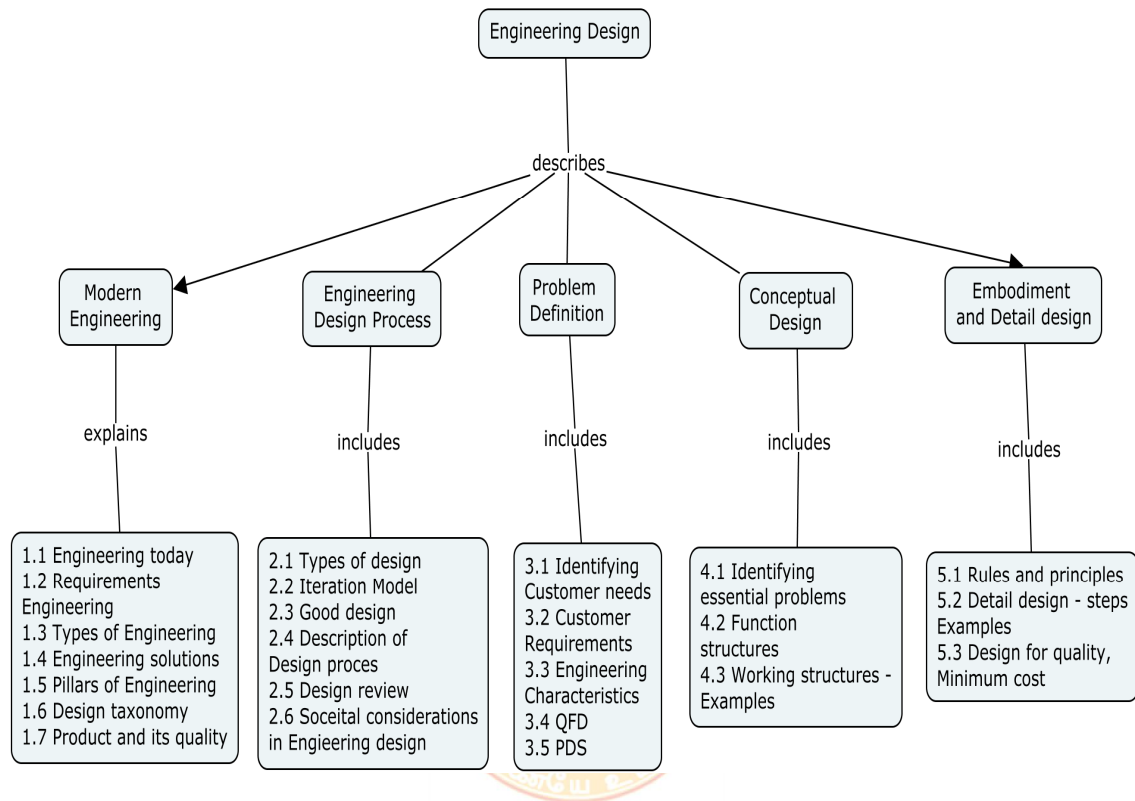 Engineering Design
describes
Modern
Engineering
Engineering
Design Process
Problem
Definition
Conceptual
Design
Embodiment
and Detail design
explains
includes
includes
includes
includes
1.1 Engineering today
1.2 Requirements
Engineering
1.3 Types of Engineering
1.4 Engineering solutions
1.5 Pillars of Engineering
1.6 Design taxonomy
1.7 Product and its quality
2.1 Types of design
2.2 Iteration Model
2.3 Good design
2.4 Description of
Design proces
2.5 Design review
2.6 Soceital considerations
in Engieering design
3.1 Identifying
Customer needs
3.2 Customer
Requirements
3.3 Engineering
Characteristics
3.4 QFD
3.5 PDS
4.1 Identifying
essential problems
4.2 Function
structures
4.3 Working structures -
Examples
5.1 Rules and principles
5.2 Detail design - steps
Examples
5.3 Design for quality,
Minimum cost